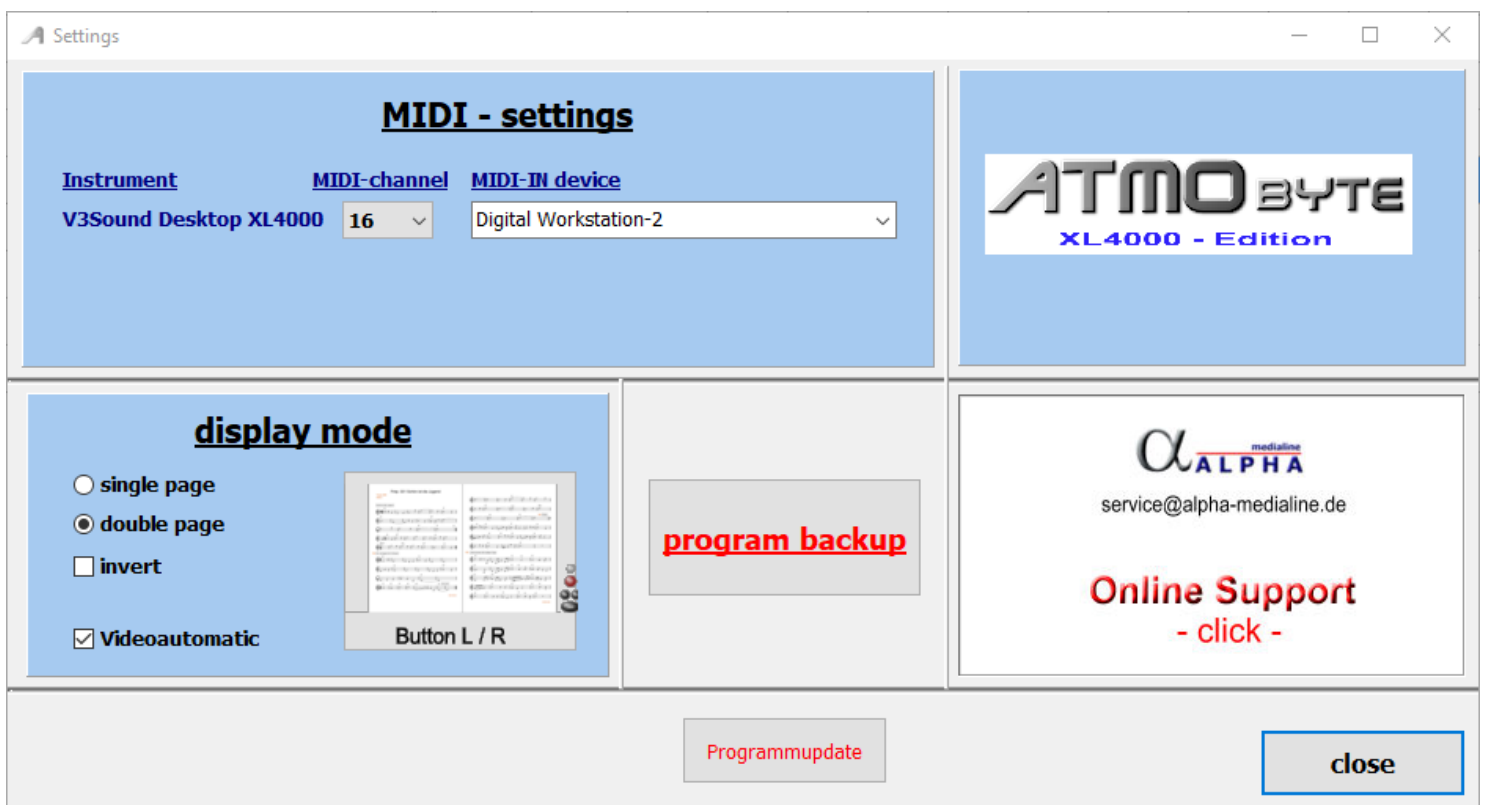 Settings
MIDI - settings
Instrument MIDI-channel MIDI-IN device
V3Sound Desktop XL4000 16 Digital Workstation-2
ATMO BYTE
XL4000 - Edition
display mode
single page
double page
invert
Videoautomatic
Button L / R
program backup
medialine
α ALPHA
service@alpha-medialine.de
Online Support
- click -
Programmupdate
close